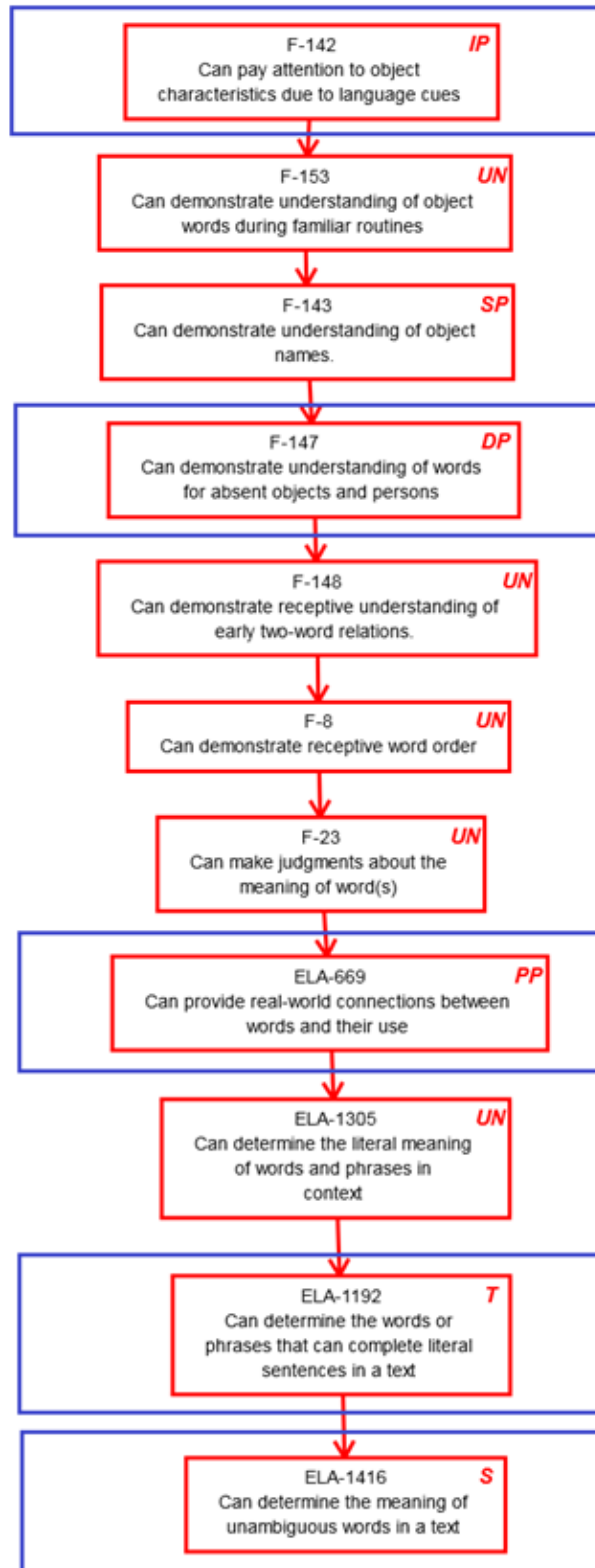 F-142 IP
Can pay attention to object
characteristics due to language cues
F-153 UN
Can demonstrate understanding of object
words during familiar routines
F-143 SP
Can demonstrate understanding of object
names.
F-147 DP
Can demonstrate understanding of words
for absent objects and persons
F-148 UN
Can demonstrate receptive understanding of
early two-word relations.
F-8 UN
Can demonstrate receptive word order
F-23 UN
Can make judgments about the
meaning of word(s)
ELA-669 PP
Can provide real-world connections between
words and their use
ELA-1305 UN
Can determine the literal meaning
of words and phrases in
context
ELA-1192 T
Can determine the words or
phrases that can complete literal
sentences in a text
ELA-1416 S
Can determine the meaning of
unambiguous words in a text